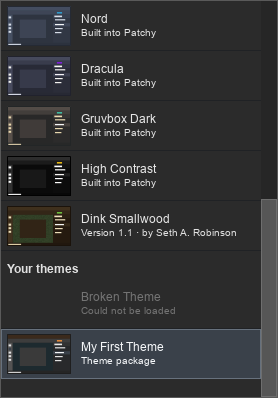 Nord
Built into Patchy
Dracula
Built into Patchy
Gruvbox Dark
Built into Patchy
High Contrast
Built into Patchy
Dink Smallwood
Version 1.1 · by Seth A. Robinson
Your themes
Broken Theme
Could not be loaded
My First Theme
Theme package